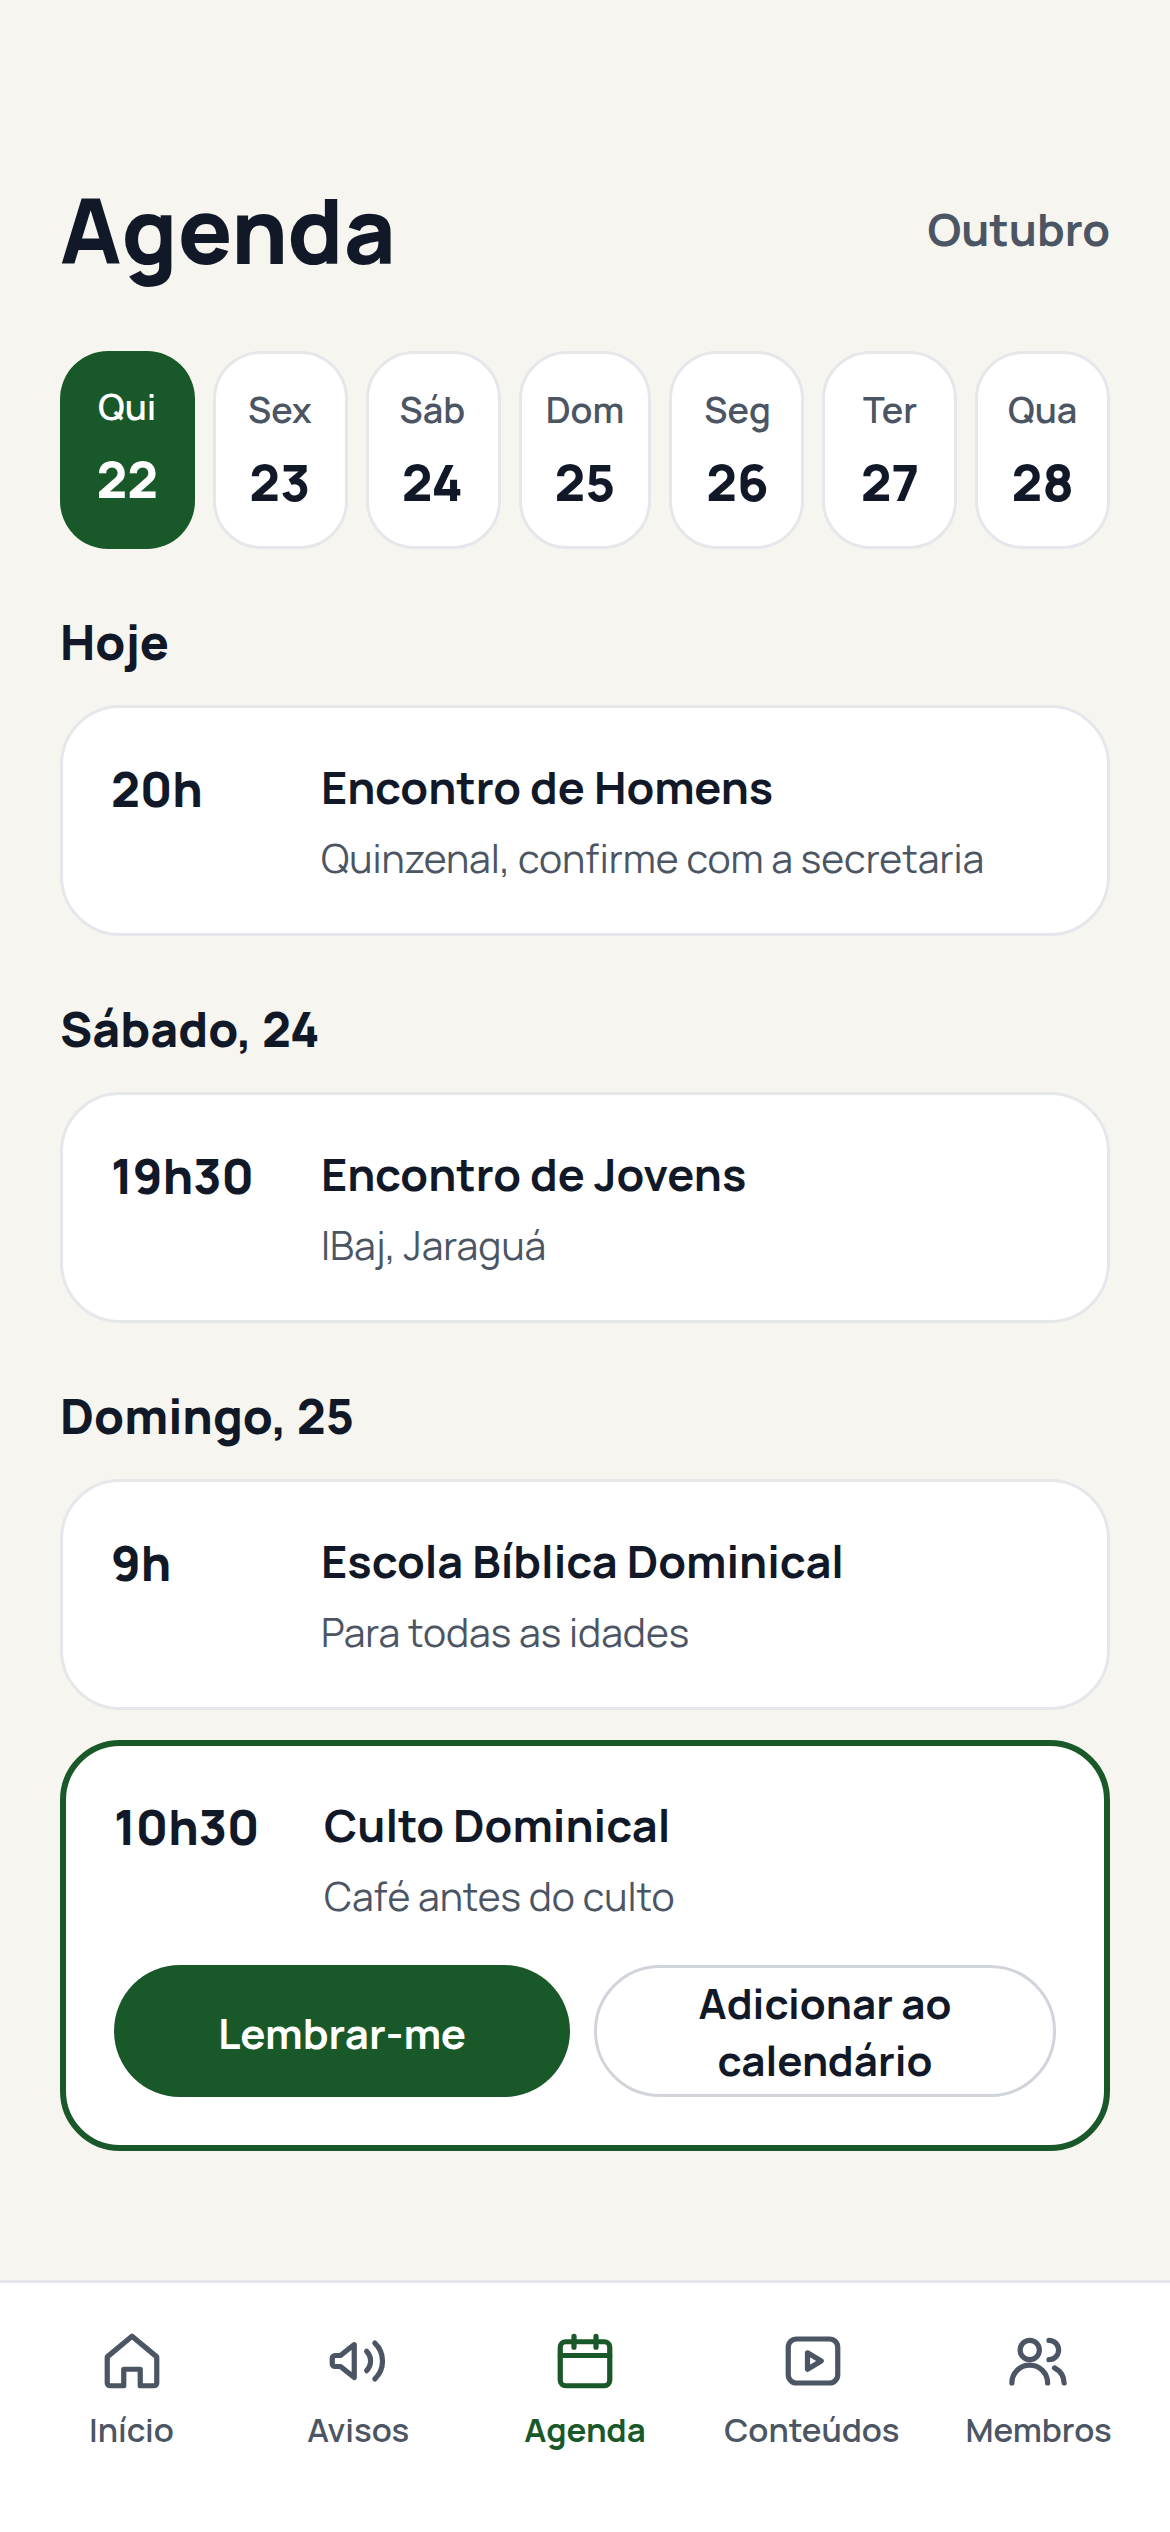 Agenda
Outubro
Qui Sex Sáb Dom Seg Ter Qua
22 23 24 25 26 27 28
Hoje
20h Encontro de Homens
Quinzenal, confirme com a secretaria
Sábado, 24
19h30 Encontro de Jovens
IBaj, Jaraguá
Domingo, 25
9h Escola Bíblica Dominical
Para todas as idades
10h30 Culto Dominical
Café antes do culto
Lembrar-me
Adicionar ao
calendário
Início Avisos Agenda Conteúdos Membros